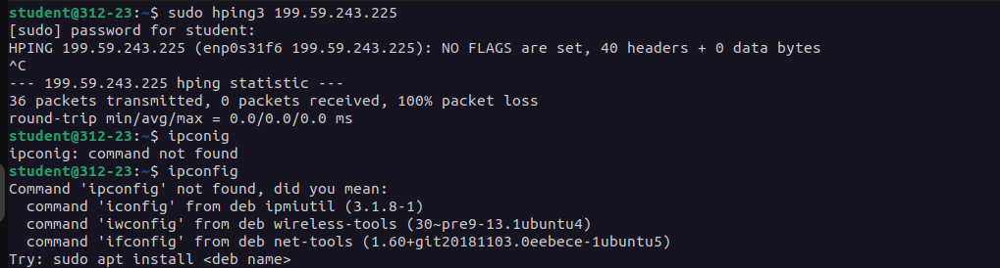 student@312-23:~$ sudo hping3 199.59.243.225
[sudo] password for student:
HPING 199.59.243.225 (enp0s31f6 199.59.243.225): NO FLAGS are set, 40 headers + 0 data bytes
^C
--- 199.59.243.225 hping statistic ---
36 packets transmitted, 0 packets received, 100% packet loss
round-trip min/avg/max = 0.0/0.0/0.0 ms
student@312-23:~$ ipconig
ipconig: command not found
student@312-23:~$ ipconfig
Command 'ipconfig' not found, did you mean:
  command 'iconfig' from deb ipmiutil (3.1.8-1)
  command 'iwconfig' from deb wireless-tools (30~pre9-13.1ubuntu4)
  command 'ifconfig' from deb net-tools (1.60+git20181103.0eebece-1ubuntu5)
Try: sudo apt install <deb name>